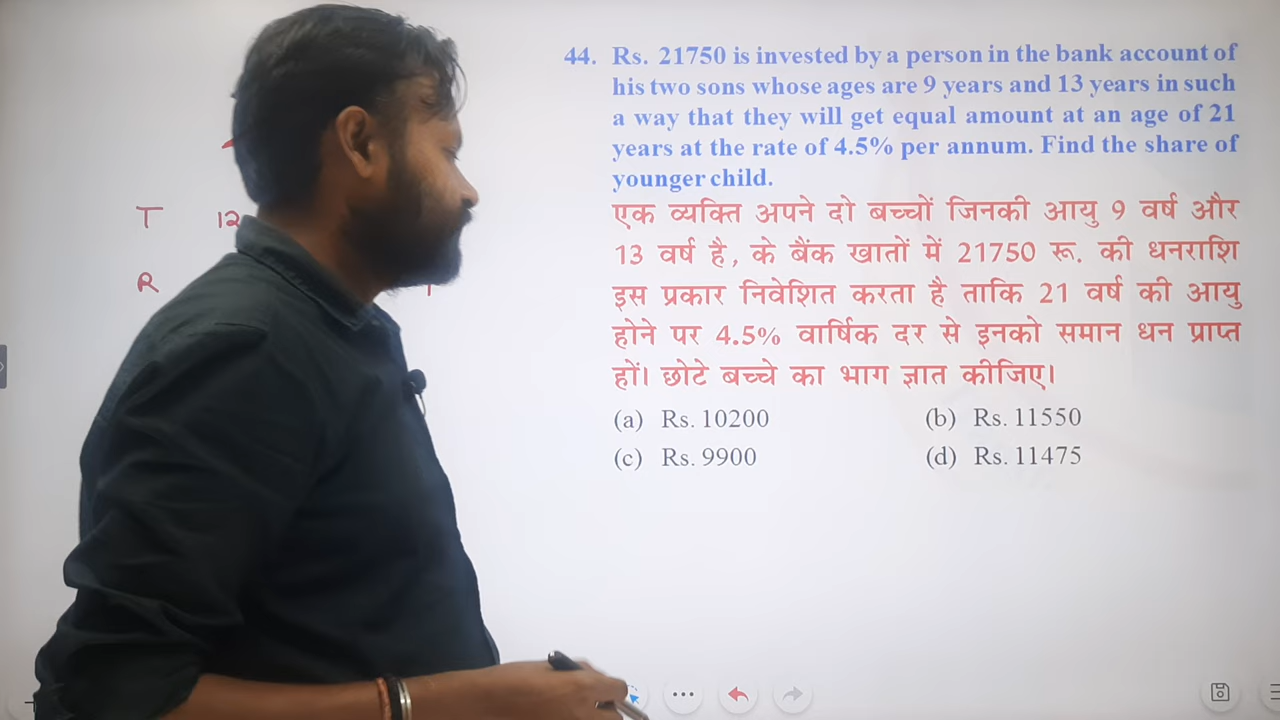 44. Rs. 21750 is invested by a person in the bank account of
his two sons whose ages are 9 years and 13 years in such
a way that they will get equal amount at an age of 21
years at the rate of 4.5% per annum. Find the share of
younger child.
एक व्यक्ति अपने दो बच्चों जिनकी आयु 9 वर्ष और
13 वर्ष है, के बैंक खातों में 21750 रू. की धनराशि
इस प्रकार निवेशित करता है ताकि 21 वर्ष की आयु
होने पर 4.5% वार्षिक दर से इनको समान धन प्राप्त
हों। छोटे बच्चे का भाग ज्ञात कीजिए।
(a) Rs. 10200 (b) Rs. 11550
(c) Rs. 9900 (d) Rs. 11475
T 12
R